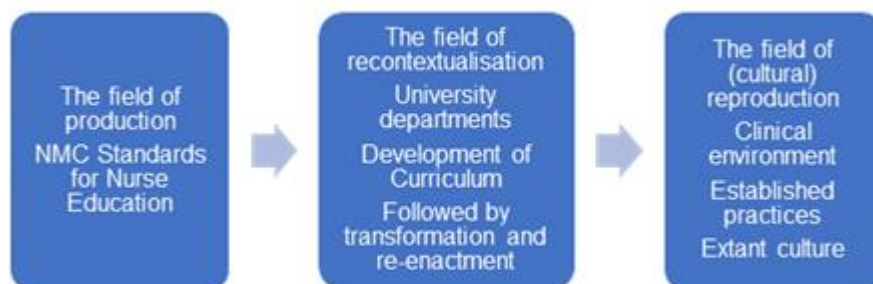 The field of
production
NMC Standards
for Nurse
Education
The field of
recontextualisation
University
departments
Development of
Curriculum
Followed by
transformation and
re-enactment
The field of
(cultural)
reproduction
Clinical
environment
Established
practices
Extant culture